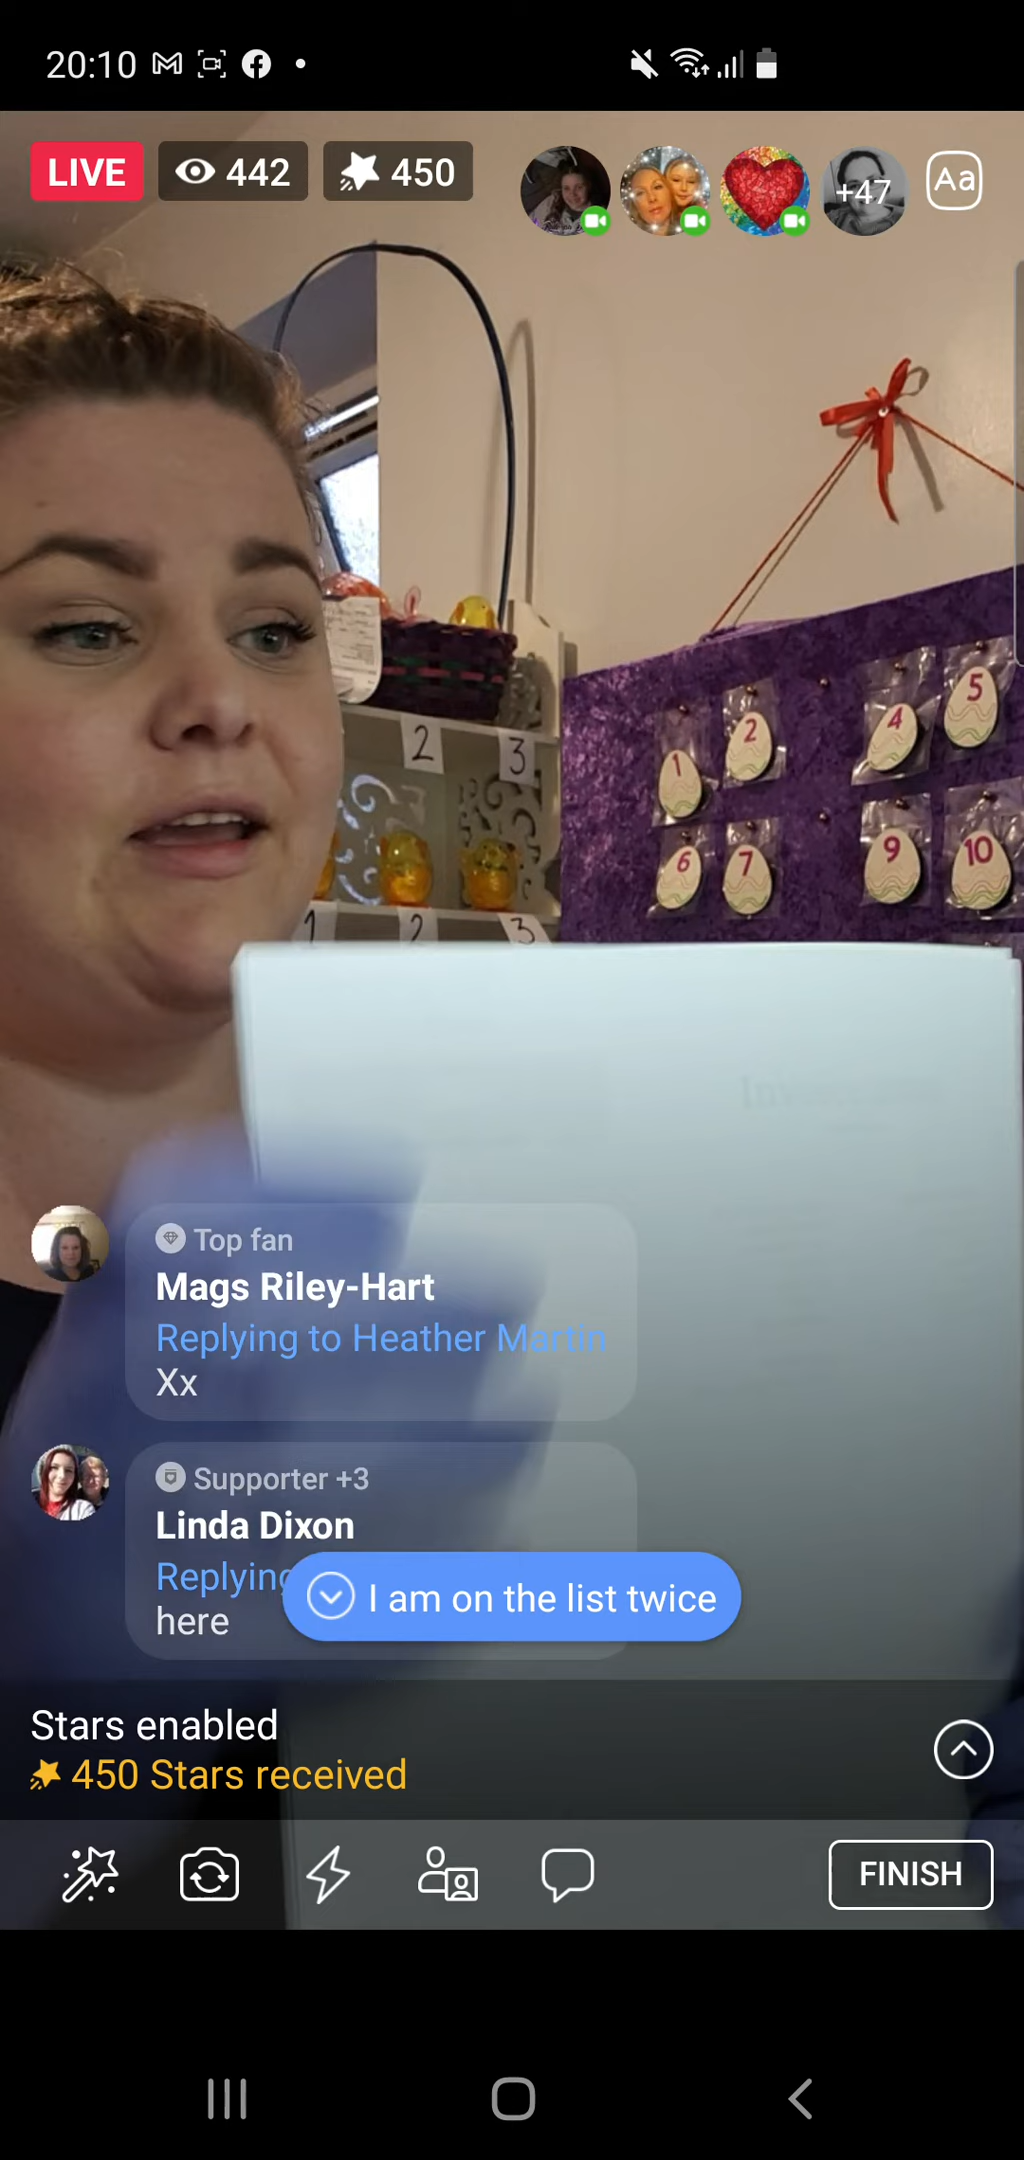 20:10
LIVE 442 450 +47 Aa
5
4
2
1
2
3
10
9
7
6
1 2 3
Top fan
Mags Riley-Hart
Replying to Heather Martin
Xx
Supporter +3
Linda Dixon
Replying
here
I am on the list twice
Stars enabled
450 Stars received
FINISH